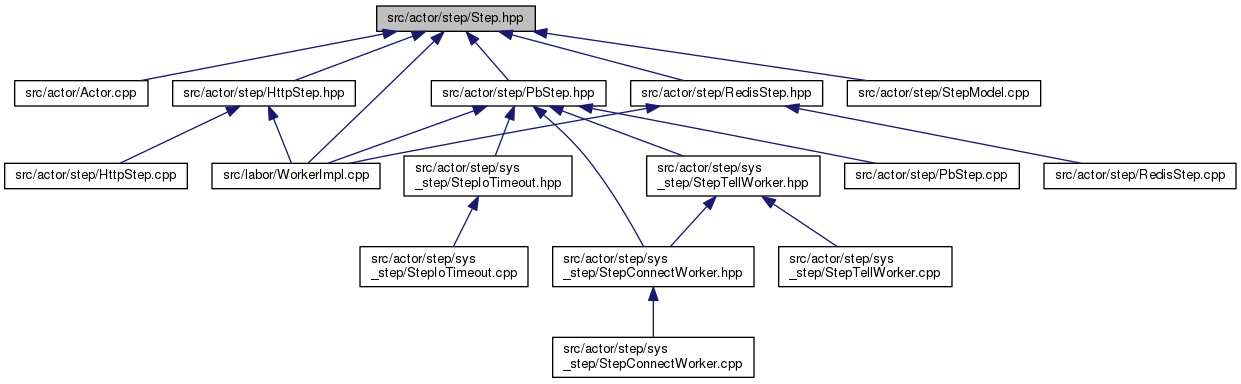 src/actor/step/Step.hpp
src/actor/Actor.cpp
src/actor/step/HttpStep.hpp
src/actor/step/PbStep.hpp
src/actor/step/RedisStep.hpp
src/actor/step/StepModel.cpp
src/actor/step/HttpStep.cpp
src/labor/WorkerImpl.cpp
src/actor/step/sys
_step/StepIoTimeout.hpp
src/actor/step/sys
_step/StepTellWorker.hpp
src/actor/step/PbStep.cpp
src/actor/step/RedisStep.cpp
src/actor/step/sys
_step/StepIoTimeout.cpp
src/actor/step/sys
_step/StepConnectWorker.hpp
src/actor/step/sys
_step/StepTellWorker.cpp
src/actor/step/sys
_step/StepConnectWorker.cpp